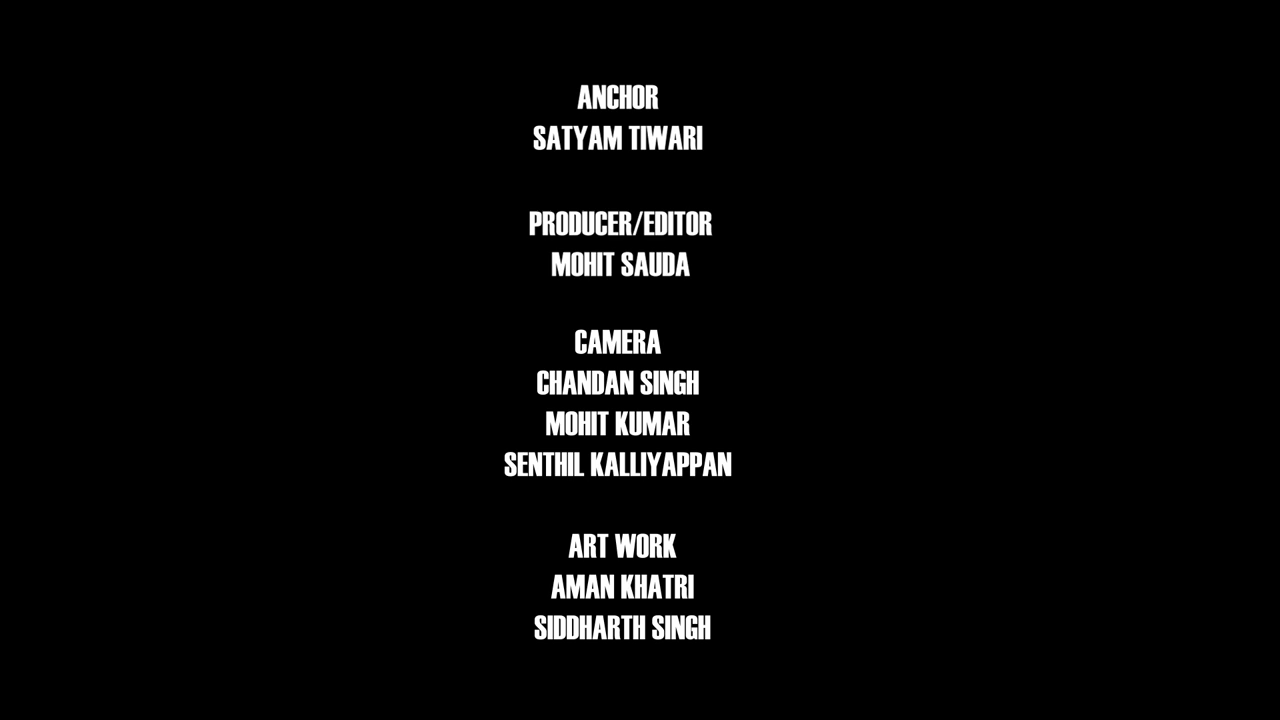 ANCHOR
SATYAM TIWARI
PRODUCER/EDITOR
MOHIT SAUDA
CAMERA
CHANDAN SINGH
MOHIT KUMAR
SENTHIL KALLIYAPPAN
ART WORK
AMAN KHATRI
SIDDHARTH SINGH